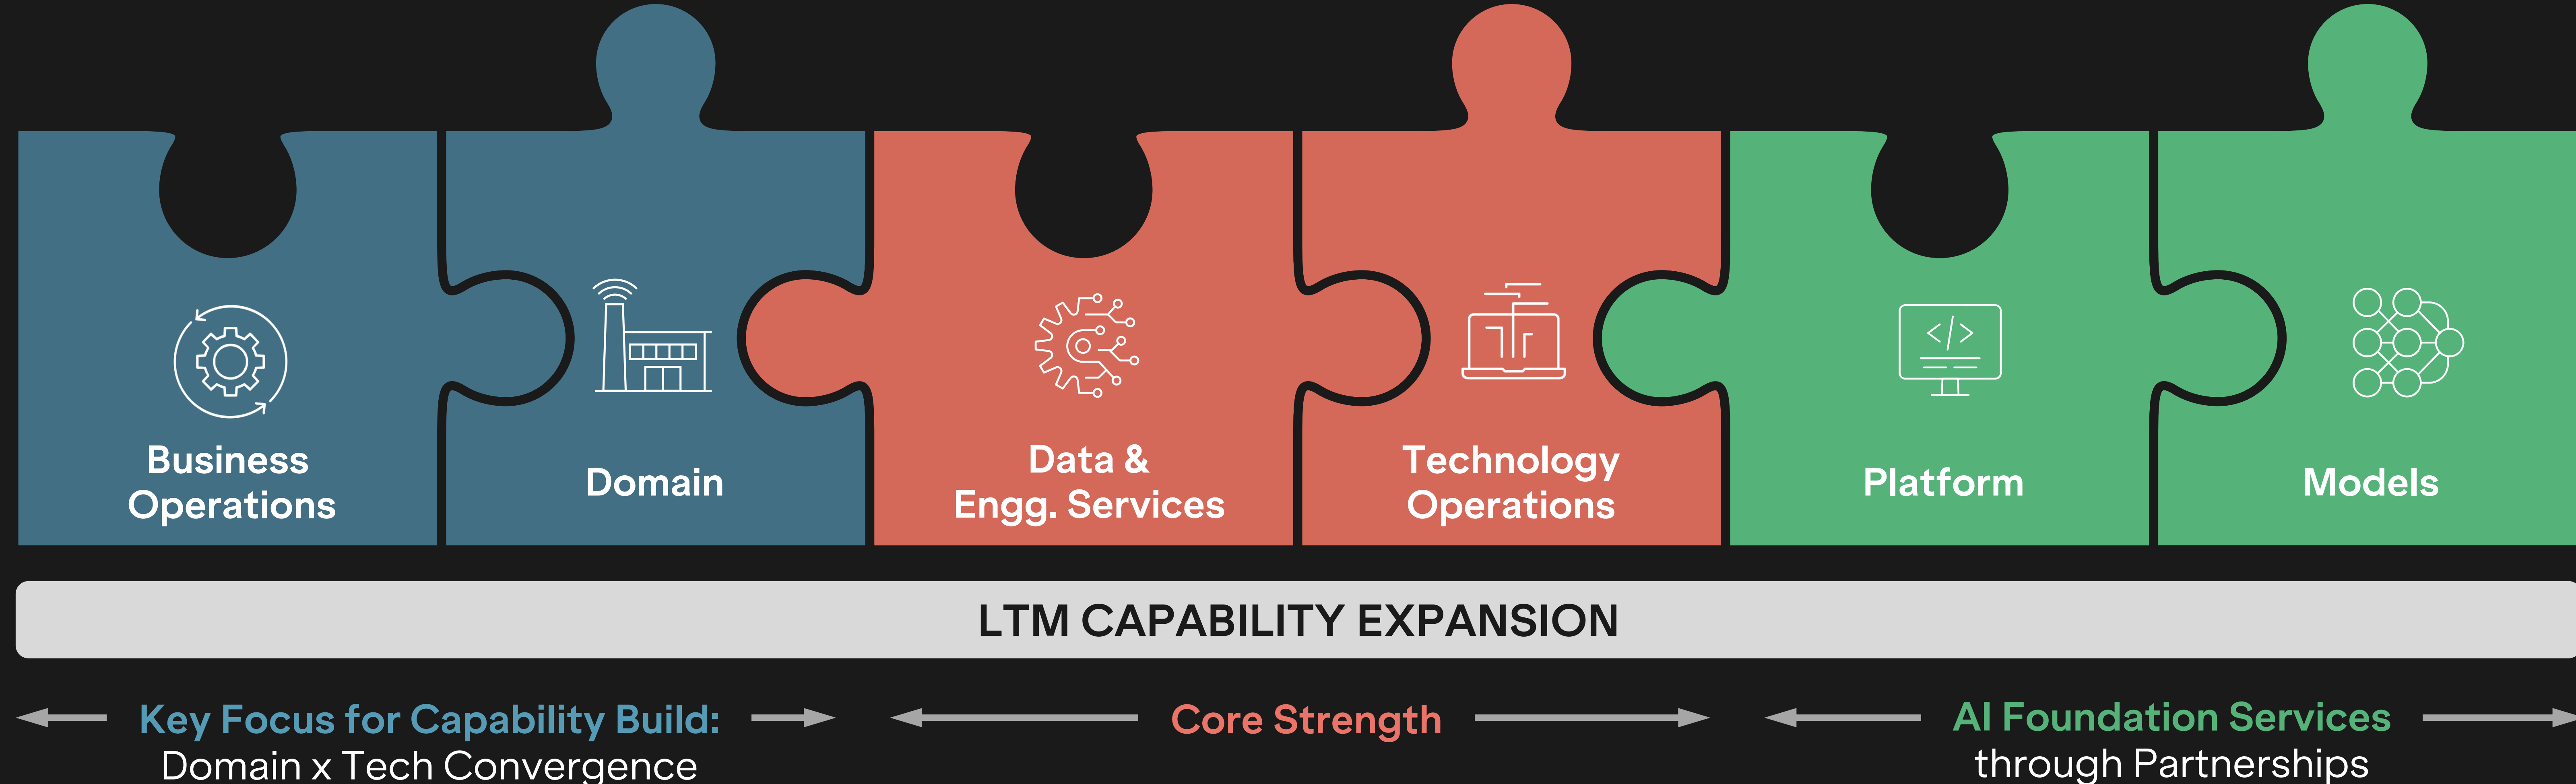 Business
Operations
Domain
Data &
Engg. Services
Technology
Operations
Platform
Models
LTM CAPABILITY EXPANSION
Key Focus for Capability Build:
Domain x Tech Convergence
Core Strength
AI Foundation Services
through Partnerships